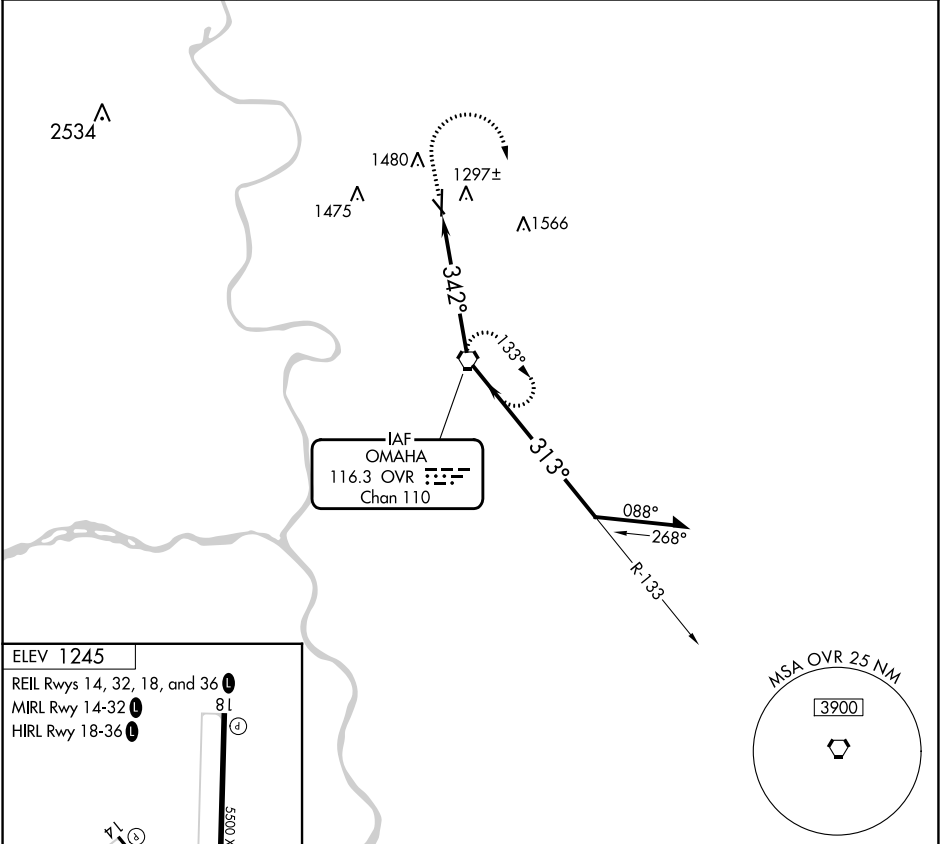 2534
1480
1297±
1475
1566
342°
133°
IAF
OMAHA
116.3 OVR
Chan 110
313°
088°
268°
R-133
ELEV 1245
REIL Rwys 14, 32, 18, and 36 L
MIRL Rwy 14-32 L
HIRL Rwy 18-36 L
18
P
5500 X
14
P
MSA OVR 25 NM
3900